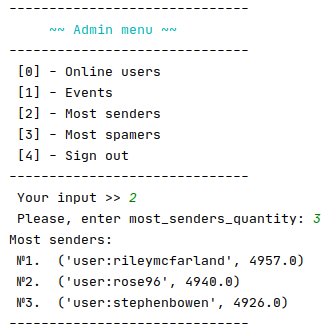 ------------------------------
~~ Admin menu ~~
------------------------------
[0] - Online users
[1] - Events
[2] - Most senders
[3] - Most spamers
[4] - Sign out
------------------------------
Your input >> 2
Please, enter most_senders_quantity: 3
Most senders:
№1.  ('user:rileymcfarland', 4957.0)
№2.  ('user:rose96', 4940.0)
№3.  ('user:stephenbowen', 4926.0)
------------------------------